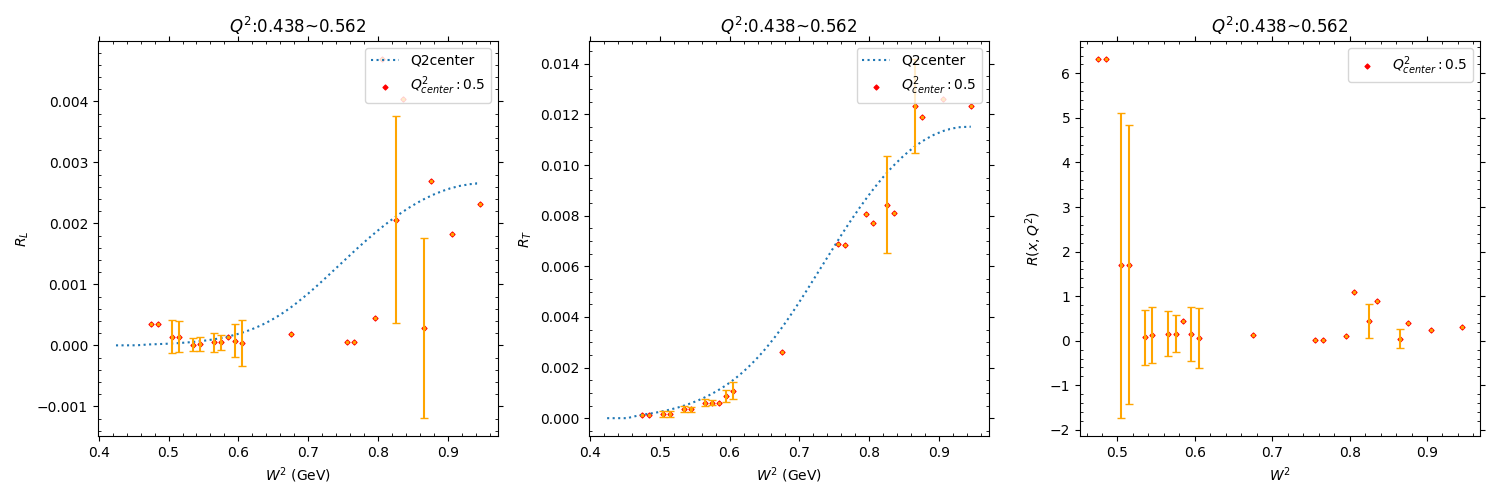 Q²:0.438~0.562
Q2center
Q²center:0.5
0.004
0.003
0.002
0.001
0.000
−0.001
R_L
0.4 0.5 0.6 0.7 0.8 0.9
W² (GeV)
Q²:0.438~0.562
Q2center
Q²center:0.5
0.014
0.012
0.010
0.008
0.006
0.004
0.002
0.000
R_T
0.4 0.5 0.6 0.7 0.8 0.9
W² (GeV)
Q²:0.438~0.562
Q²center:0.5
6
5
4
3
2
1
0
−1
−2
R(x, Q²)
0.5 0.6 0.7 0.8 0.9
W²